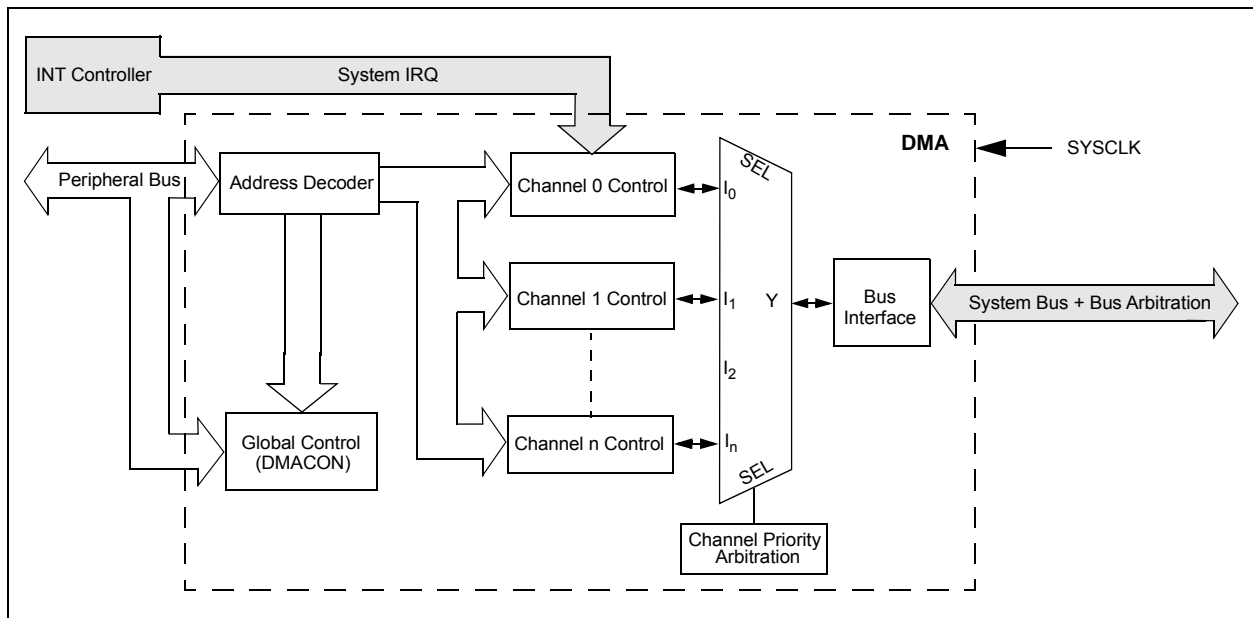 INT Controller
System IRQ
DMA
SYSCLK
Peripheral Bus
Address Decoder
Channel 0 Control
SEL
I0
Channel 1 Control
I1
Y
Bus
Interface
System Bus + Bus Arbitration
I2
Global Control
(DMACON)
Channel n Control
In
SEL
Channel Priority
Arbitration